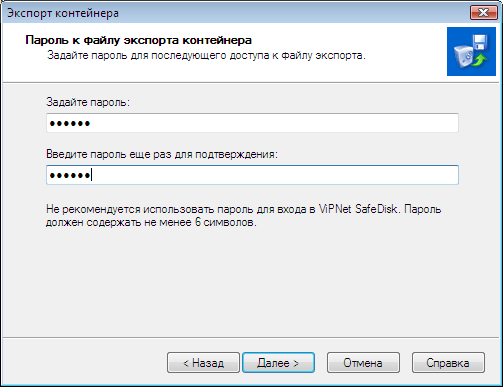 Экспорт контейнера
Пароль к файлу экспорта контейнера
Задайте пароль для последующего доступа к файлу экспорта.
Задайте пароль:
••••••
Введите пароль еще раз для подтверждения:
••••••
Не рекомендуется использовать пароль для входа в ViPNet SafeDisk. Пароль
должен содержать не менее 6 символов.
< Назад Далее > Отмена Справка